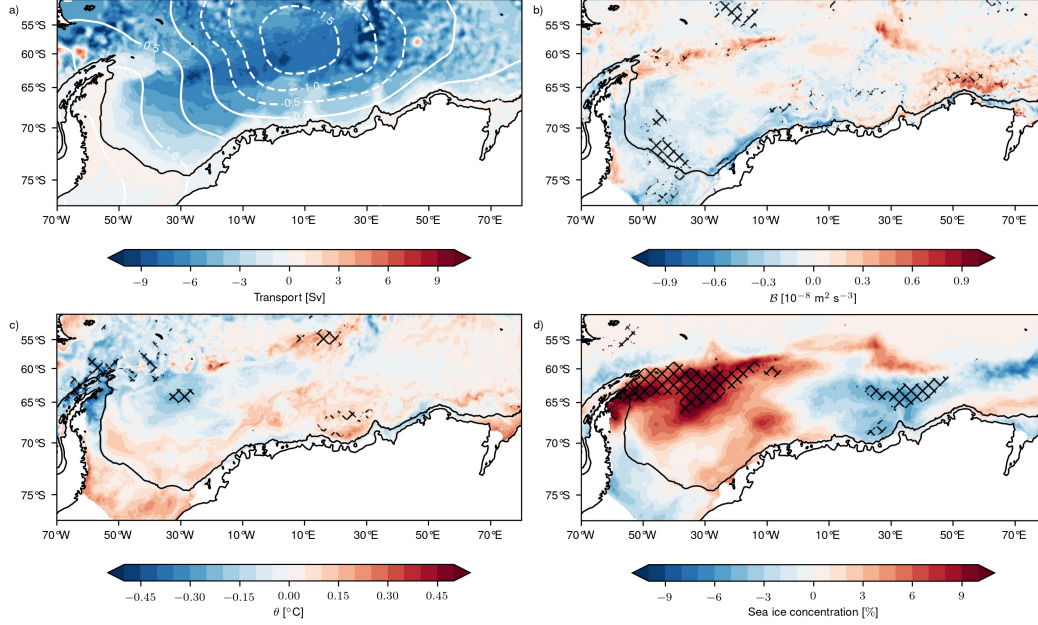 a)
55°S
60°S
65°S
70°S
75°S
70°W 50°W 30°W 10°W 10°E 30°E 50°E 70°E
0.5
1.0
-0.5
-1.0
-1.5
−9 −6 −3 0 3 6 9
Transport [Sv]
b)
55°S
60°S
65°S
70°S
75°S
70°W 50°W 30°W 10°W 10°E 30°E 50°E 70°E
−0.9 −0.6 −0.3 0.0 0.3 0.6 0.9
ℬ [10⁻⁸ m² s⁻³]
c)
55°S
60°S
65°S
70°S
75°S
70°W 50°W 30°W 10°W 10°E 30°E 50°E 70°E
−0.45 −0.30 −0.15 0.00 0.15 0.30 0.45
θ [°C]
d)
55°S
60°S
65°S
70°S
75°S
70°W 50°W 30°W 10°W 10°E 30°E 50°E 70°E
−9 −6 −3 0 3 6 9
Sea ice concentration [%]